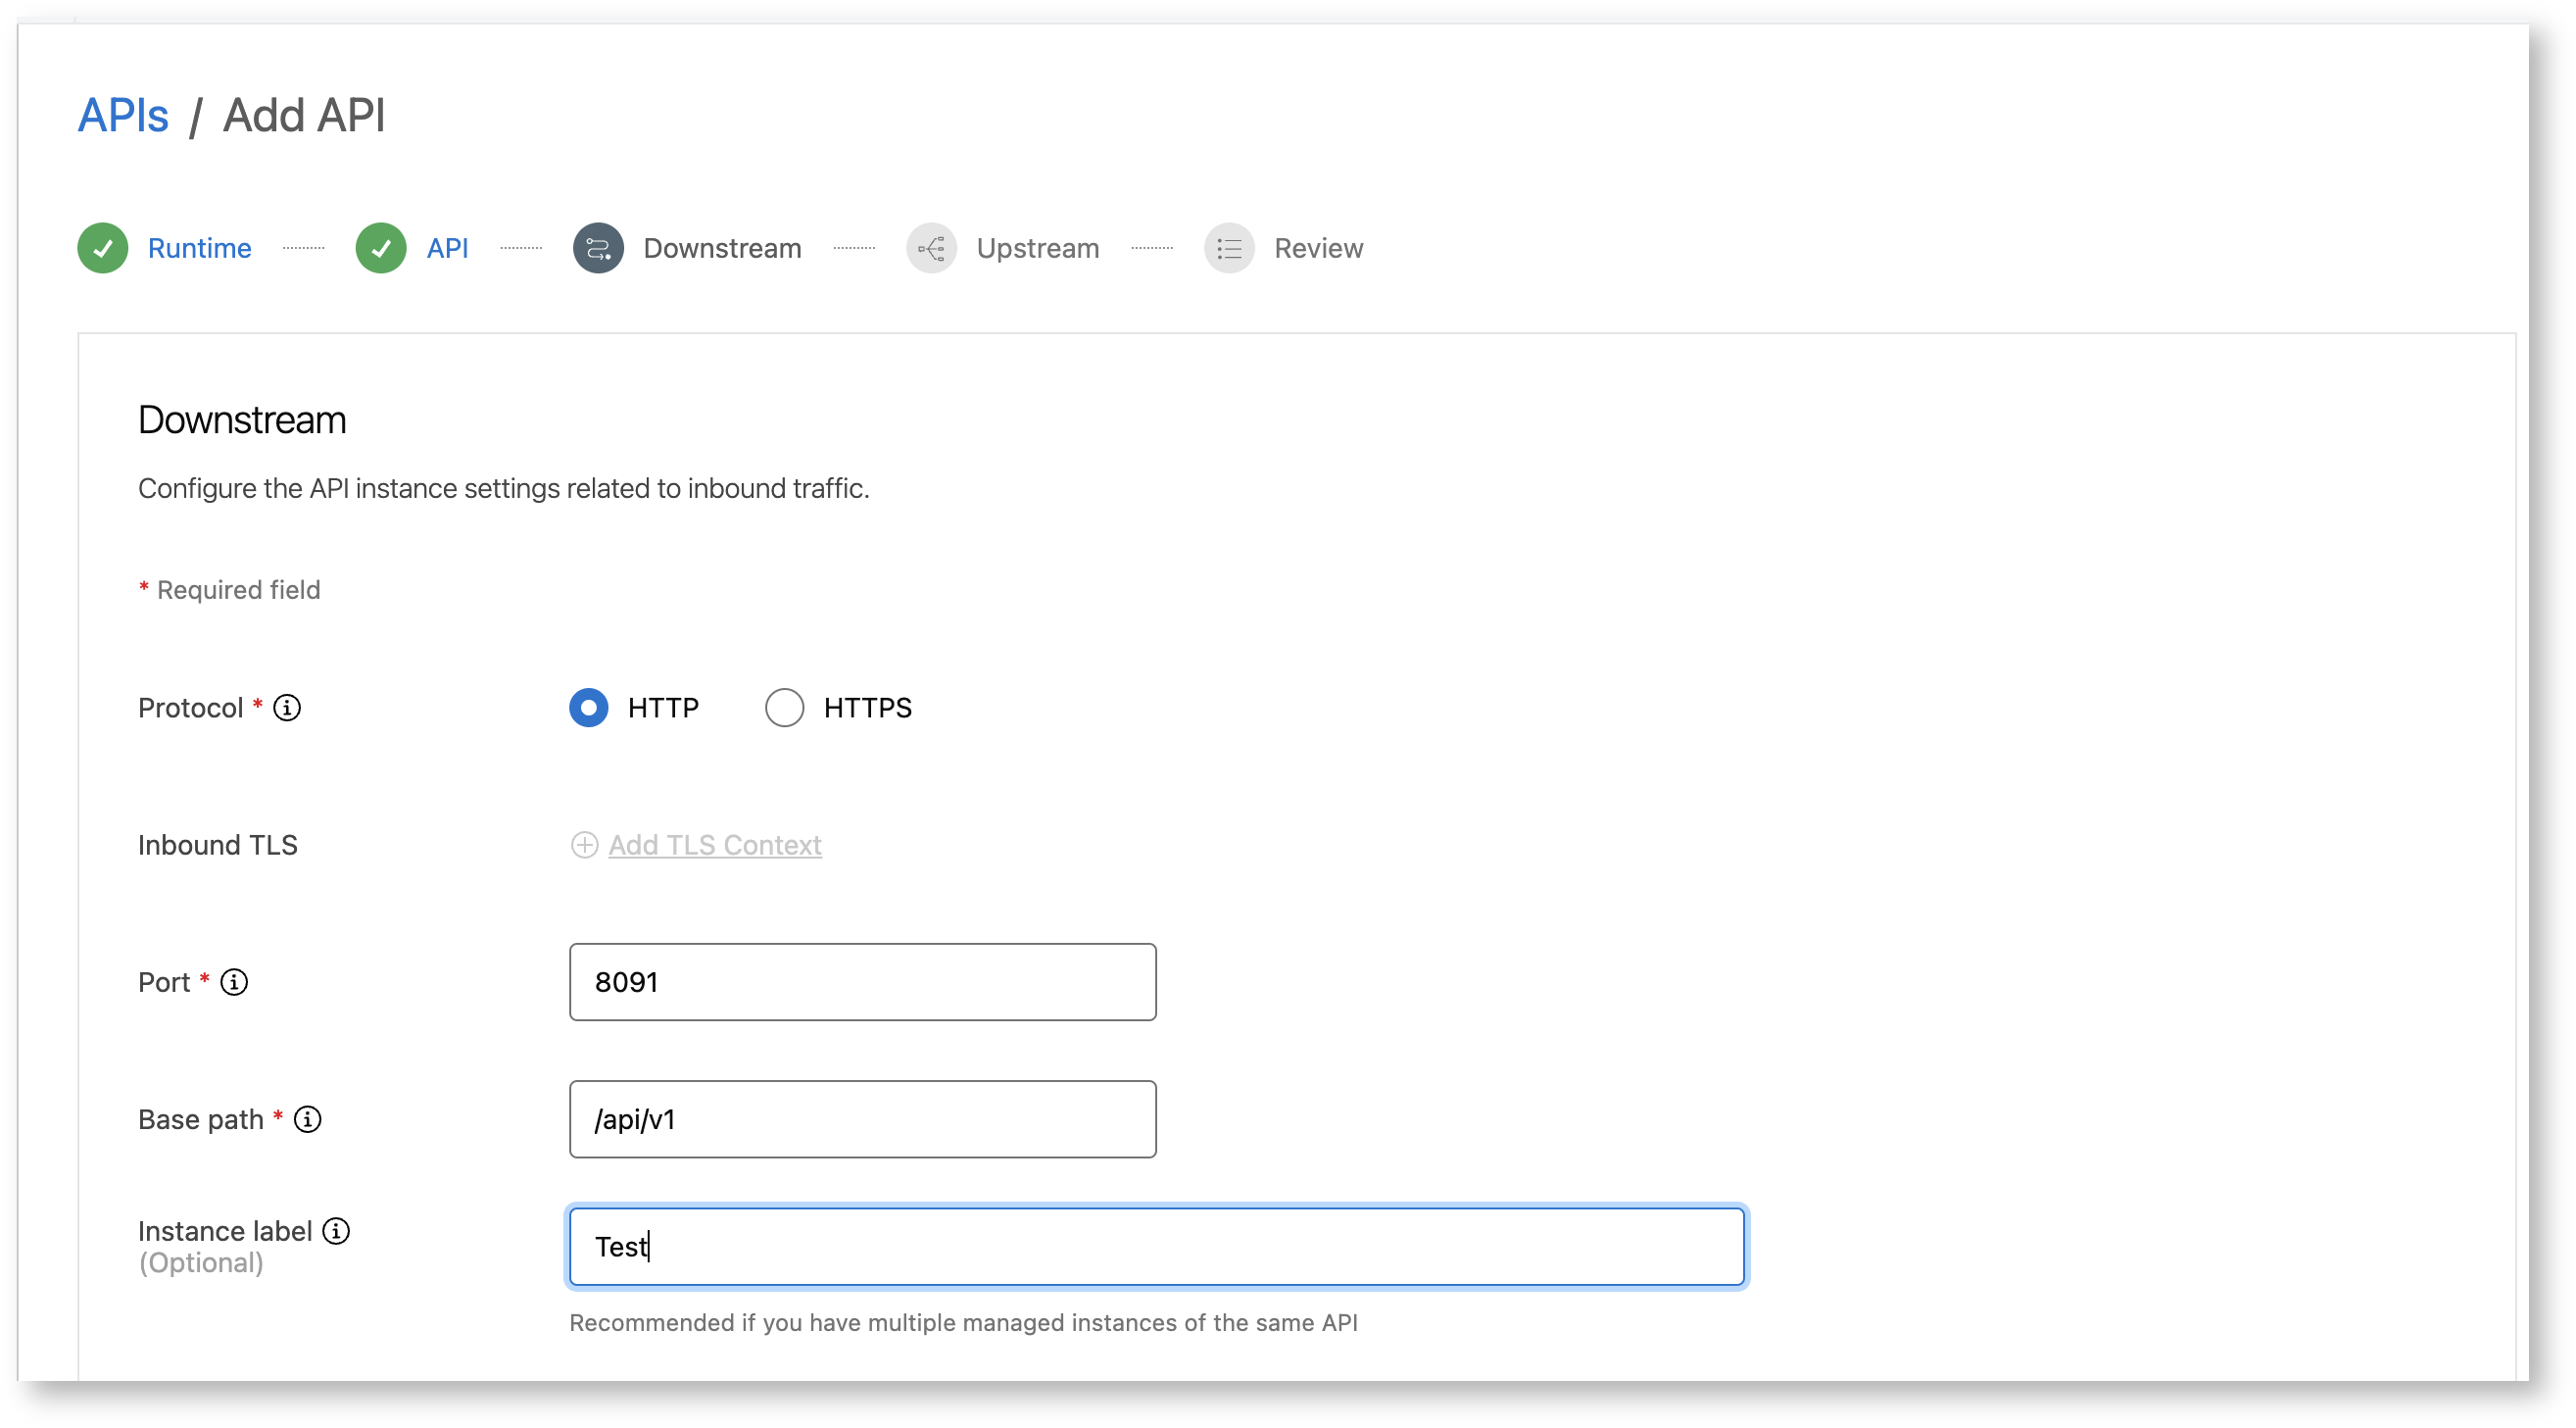 APIs / Add API
Runtime API Downstream Upstream Review
Downstream
Configure the API instance settings related to inbound traffic.
* Required field
Protocol * HTTP HTTPS
Inbound TLS Add TLS Context
Port * 8091
Base path * /api/v1
Instance label Test
(Optional)
Recommended if you have multiple managed instances of the same API